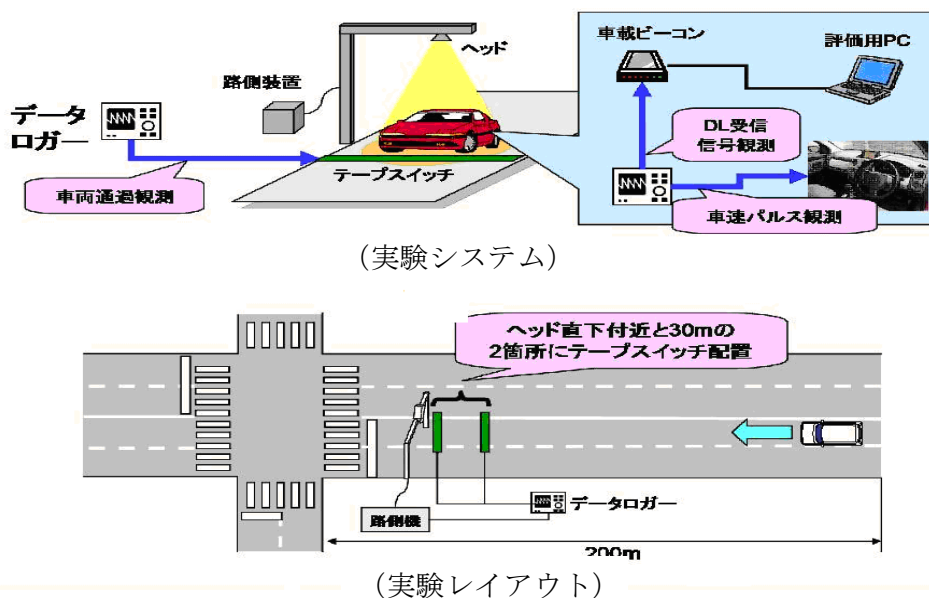 ヘッド
路側装置
データ
ロガー
テープスイッチ
車両通過観測
車載ビーコン
評価用PC
DL受信
信号観測
車速パルス観測
（実験システム）
ヘッド直下付近と30mの
2箇所にテープスイッチ配置
データロガー
路側機
200m
（実験レイアウト）